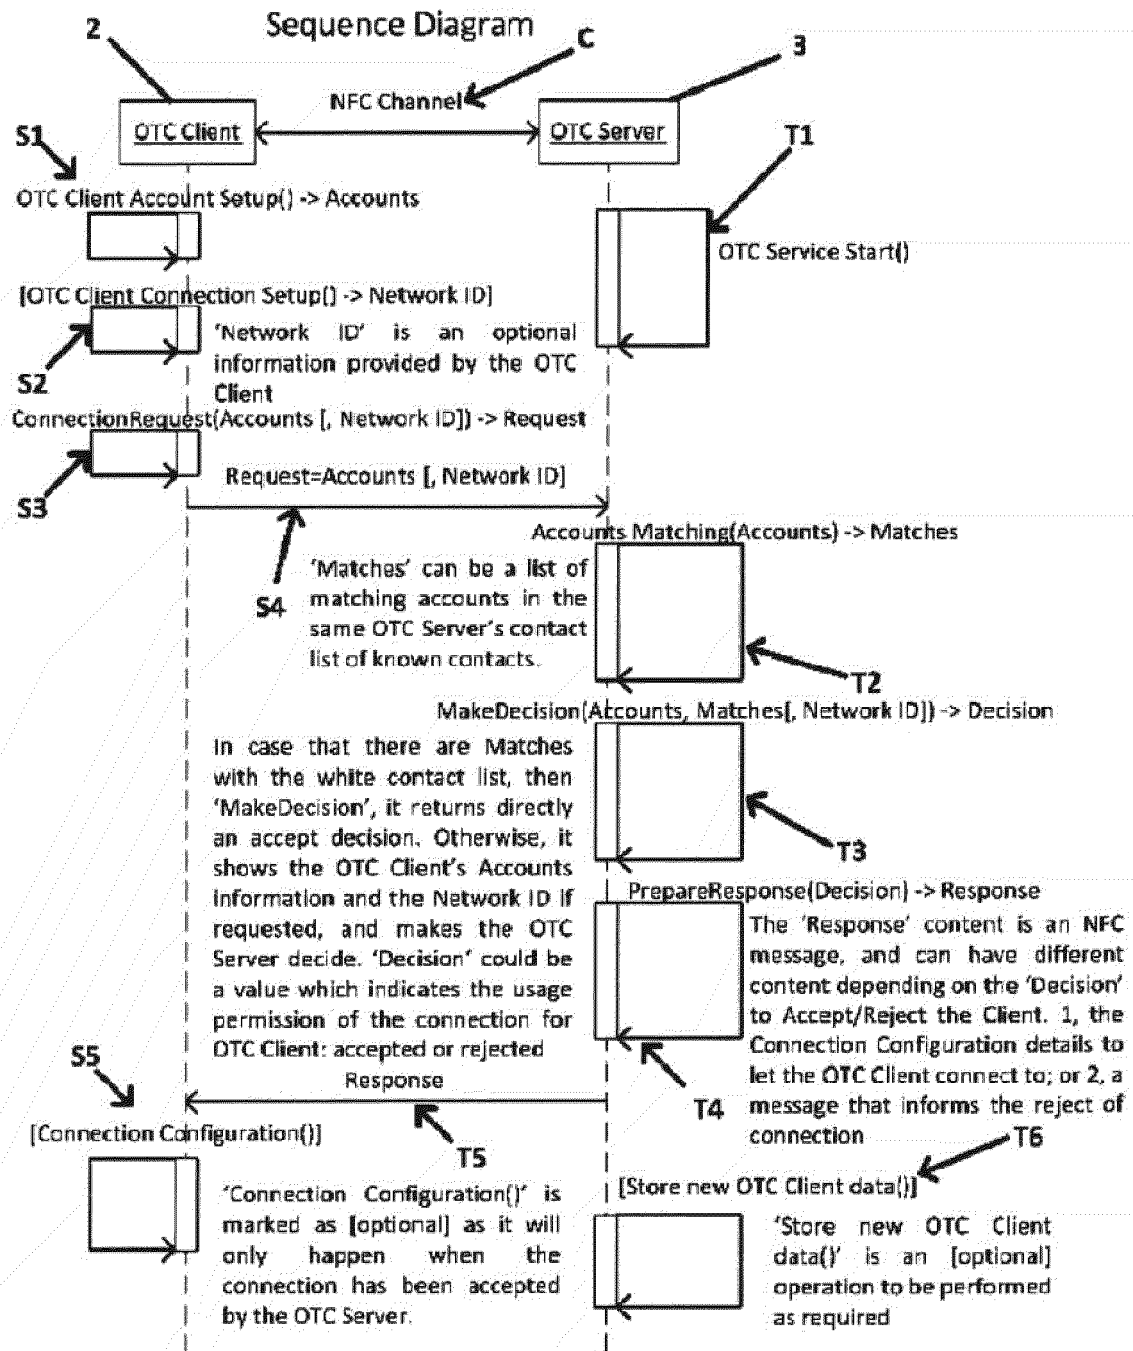 Sequence Diagram
2
C
3
NFC Channel
OTC Client
OTC Server
S1
T1
OTC Client Account Setup() -> Accounts
OTC Service Start()
[OTC Client Connection Setup() -> Network ID]
'Network ID' is an optional
information provided by the OTC
Client
S2
ConnectionRequest(Accounts [, Network ID]) -> Request
Request=Accounts [, Network ID]
S3
Accounts Matching(Accounts) -> Matches
'Matches' can be a list of
matching accounts in the
same OTC Server's contact
list of known contacts.
S4
T2
MakeDecision(Accounts, Matches[, Network ID]) -> Decision
In case that there are Matches
with the white contact list, then
'MakeDecision', it returns directly
an accept decision. Otherwise, it
shows the OTC Client's Accounts
information and the Network ID if
requested, and makes the OTC
Server decide. 'Decision' could be
a value which indicates the usage
permission of the connection for
OTC Client: accepted or rejected
T3
PrepareResponse(Decision) -> Response
The 'Response' content is an NFC
message, and can have different
content depending on the 'Decision'
to Accept/Reject the Client. 1, the
Connection Configuration details to
let the OTC Client connect to; or 2, a
message that informs the reject of
connection
S5
Response
T4
T5
T6
[Connection Configuration()]
[Store new OTC Client data()]
'Connection Configuration()' is
marked as [optional] as it will
only happen when the
connection has been accepted
by the OTC Server.
'Store new OTC Client
data()' is an [optional]
operation to be performed
as required